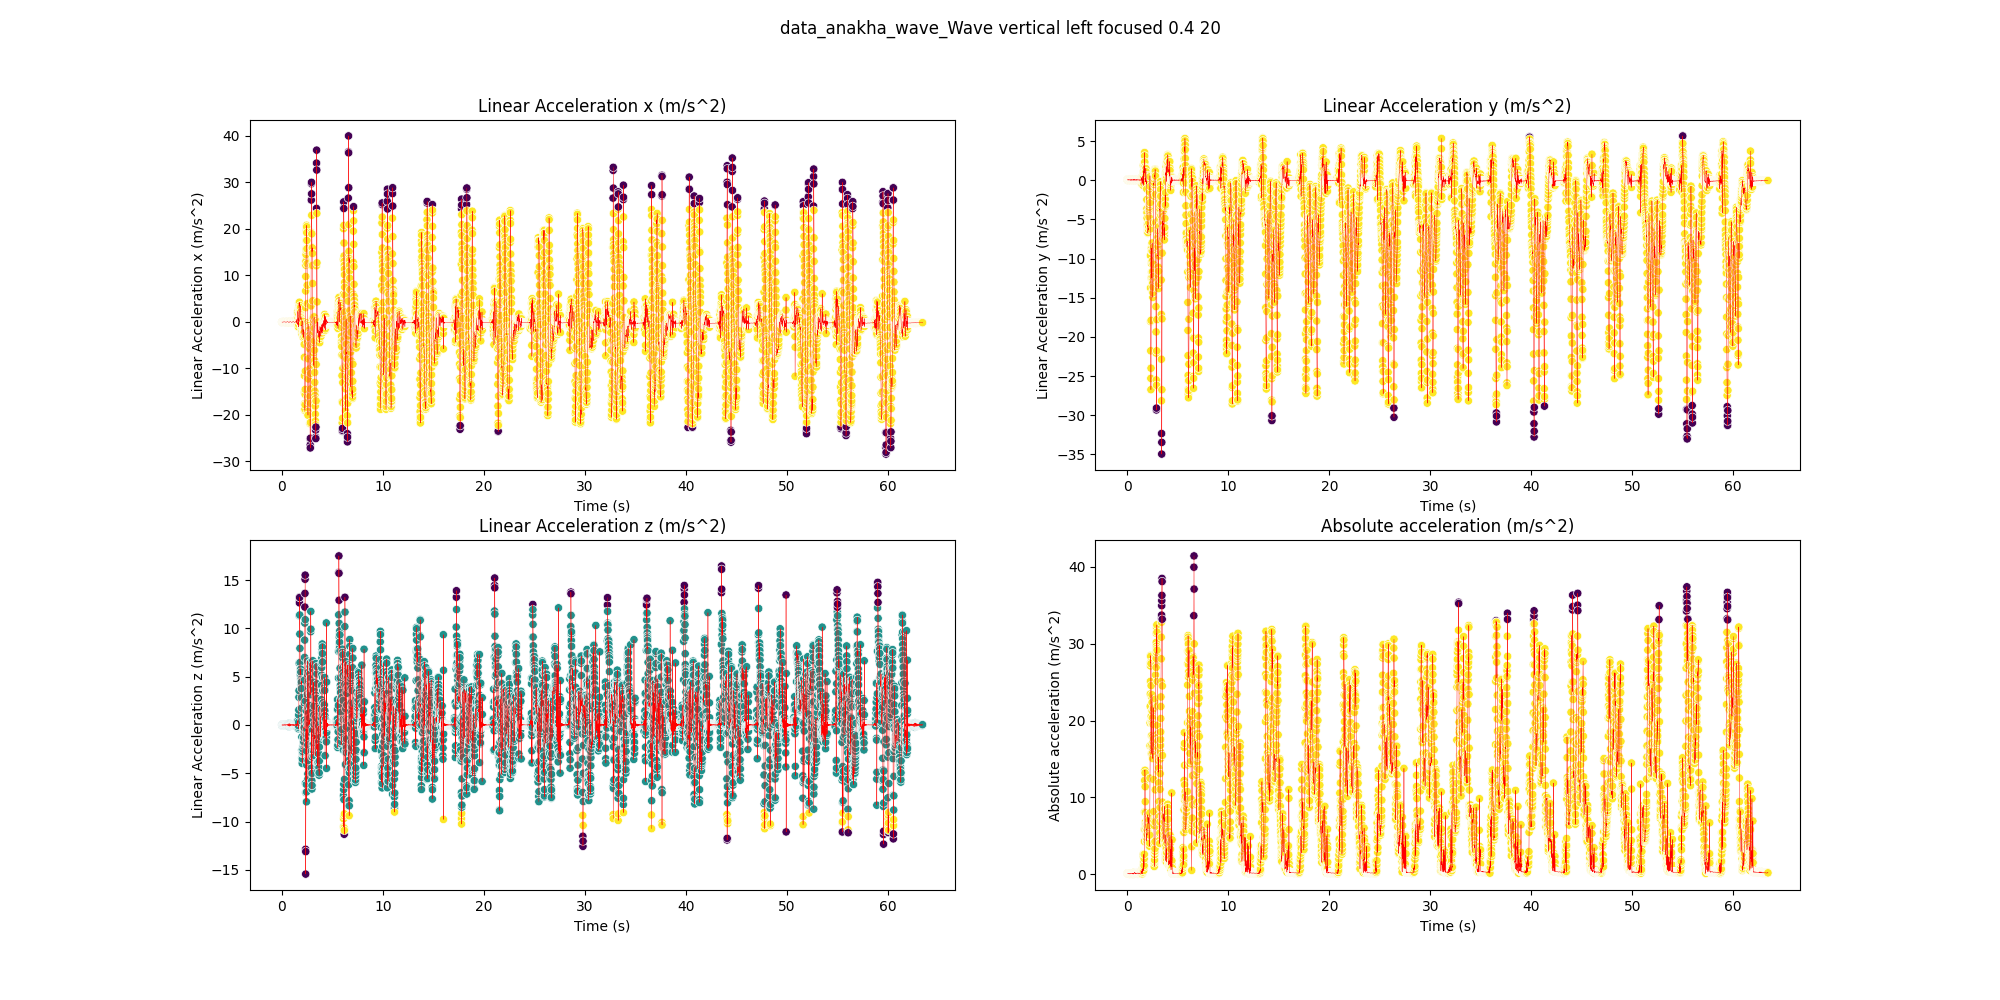 data_anakha_wave_Wave vertical left focused 0.4 20
Linear Acceleration x (m/s^2)
Linear Acceleration x (m/s^2)
40
30
20
10
0
−10
−20
−30
0 10 20 30 40 50 60
Time (s)
Linear Acceleration y (m/s^2)
Linear Acceleration y (m/s^2)
5
0
−5
−10
−15
−20
−25
−30
−35
0 10 20 30 40 50 60
Time (s)
Linear Acceleration z (m/s^2)
Linear Acceleration z (m/s^2)
15
10
5
0
−5
−10
−15
0 10 20 30 40 50 60
Time (s)
Absolute acceleration (m/s^2)
Absolute acceleration (m/s^2)
40
30
20
10
0
0 10 20 30 40 50 60
Time (s)